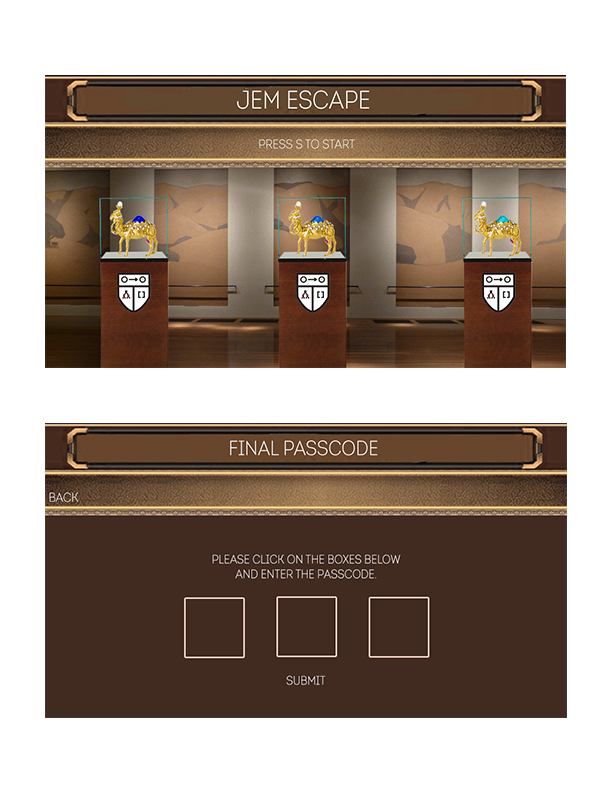 JEM ESCAPE
PRESS S TO START
FINAL PASSCODE
BACK
PLEASE CLICK ON THE BOXES BELOW
AND ENTER THE PASSCODE.
SUBMIT